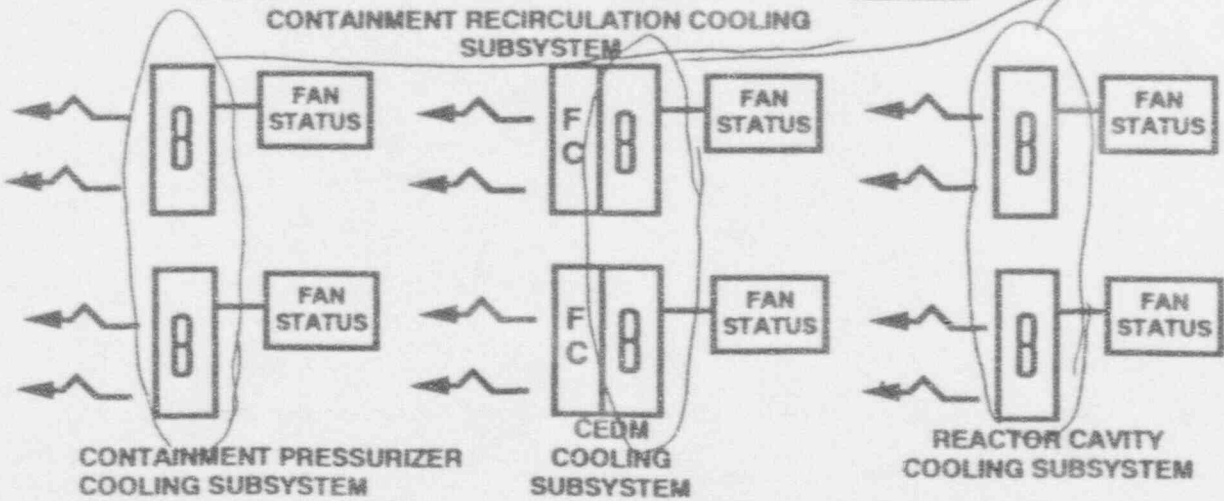 CONTAINMENT RECIRCULATION COOLING
SUBSYSTEM
FAN
STATUS
F
C
FAN
STATUS
FAN
STATUS
FAN
STATUS
F
C
FAN
STATUS
FAN
STATUS
CONTAINMENT PRESSURIZER
COOLING SUBSYSTEM
CEDM
COOLING
SUBSYSTEM
REACTOR CAVITY
COOLING SUBSYSTEM